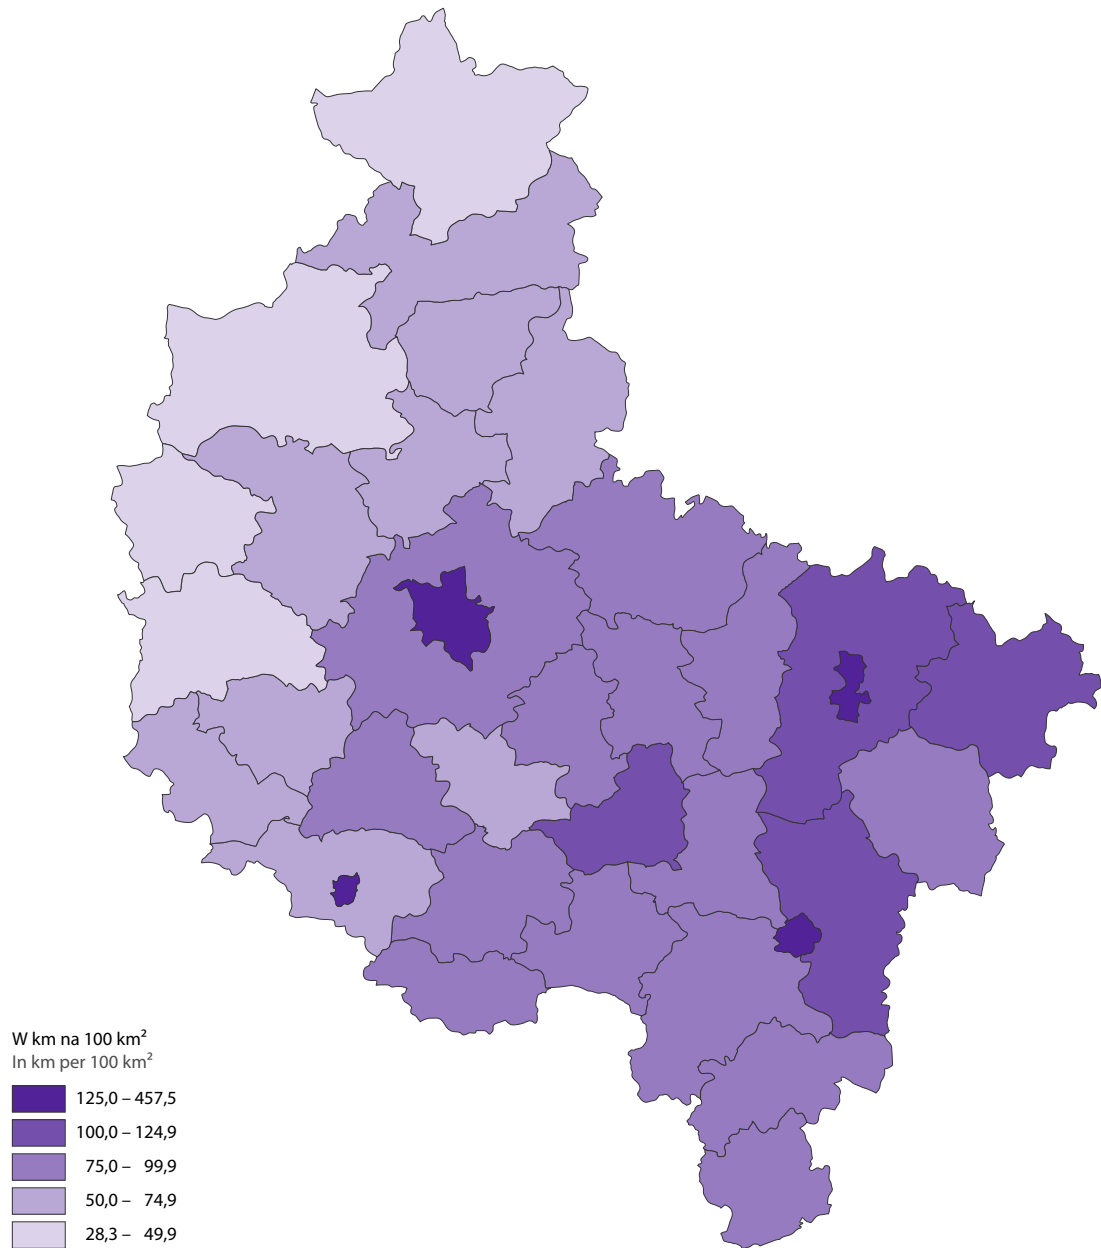 W km na 100 km²
In km per 100 km²
125,0 – 457,5
100,0 – 124,9
75,0 – 99,9
50,0 – 74,9
28,3 – 49,9